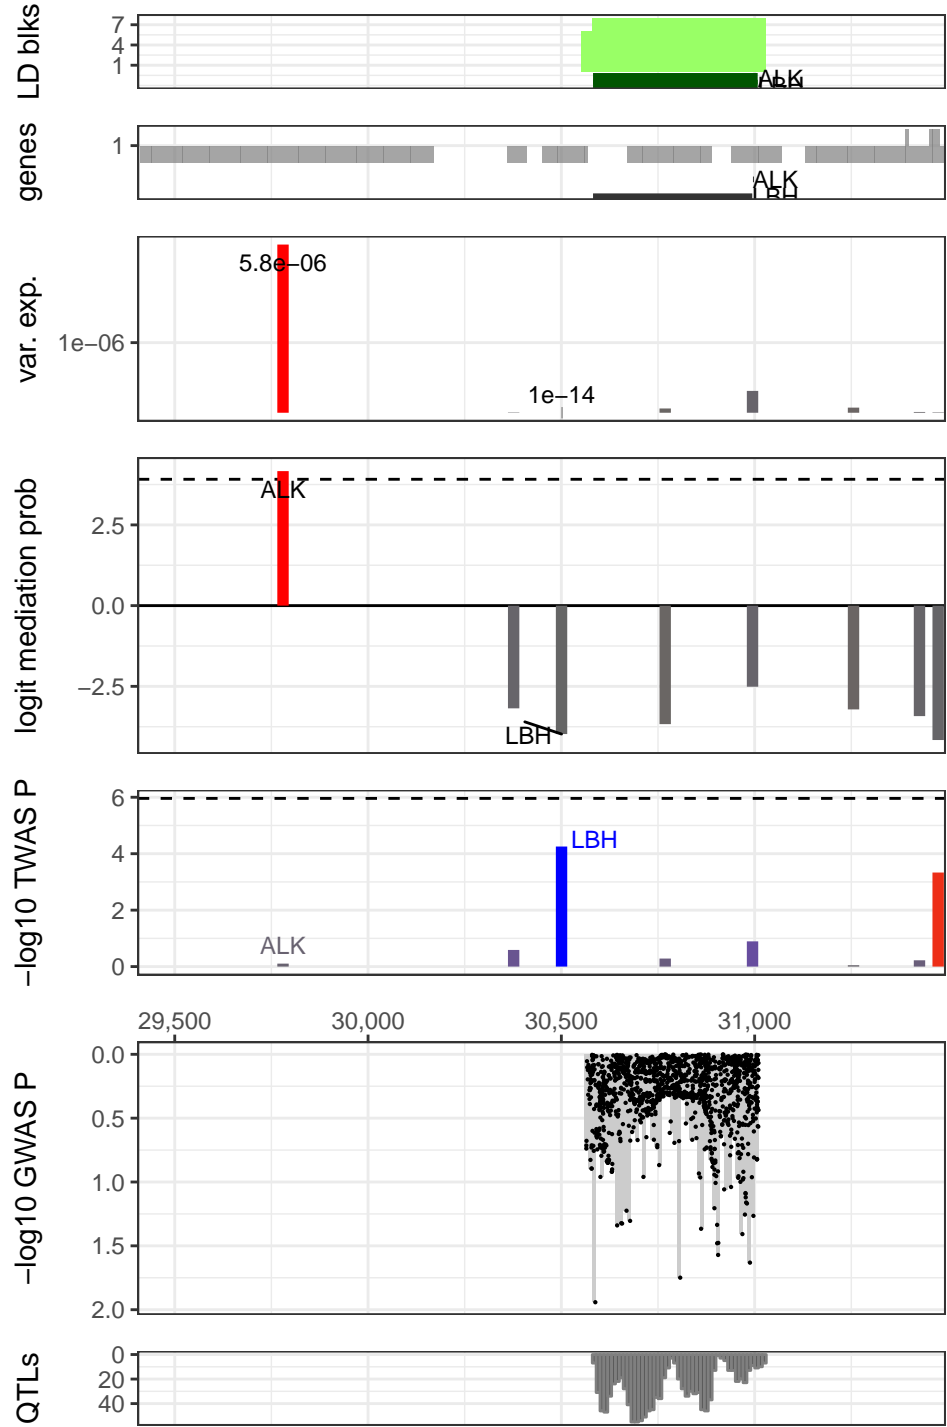 LD blks
7
4
1
ALK
LBH
genes
1
ALK
LBH
var. exp.
5.8e−06
1e−06
1e−14
logit mediation prob
ALK
2.5
0.0
−2.5
LBH
−log10 TWAS P
6
4
2
0
LBH
ALK
29,500
30,000
30,500
31,000
−log10 GWAS P
0.0
0.5
1.0
1.5
2.0
QTLs
0
20
40